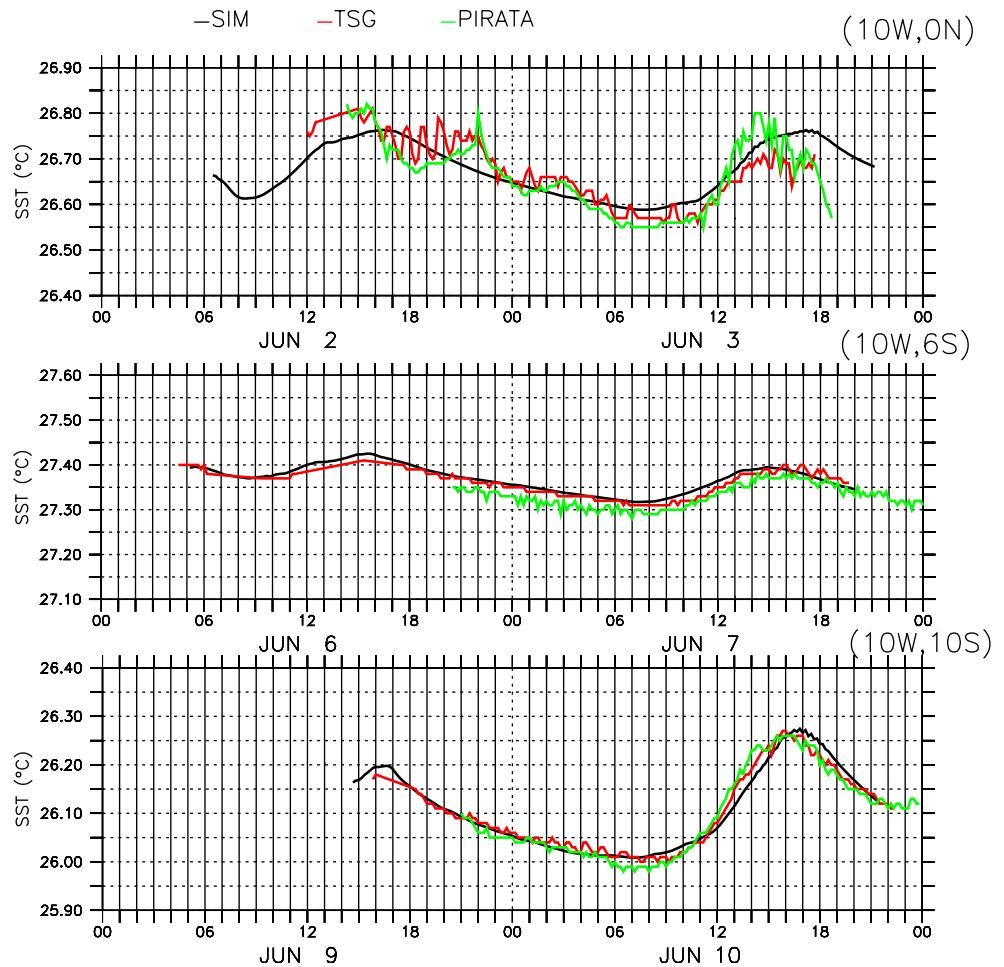 —SIM —TSG —PIRATA
(10W,0N)
26.90
26.80
26.70
26.60
26.50
26.40
SST (°C)
00 06 12 18 00 06 12 18 00
JUN 2 JUN 3
(10W,6S)
27.60
27.50
27.40
27.30
27.20
27.10
SST (°C)
00 06 12 18 00 06 12 18 00
JUN 6 JUN 7
(10W,10S)
26.40
26.30
26.20
26.10
26.00
25.90
SST (°C)
00 06 12 18 00 06 12 18 00
JUN 9 JUN 10